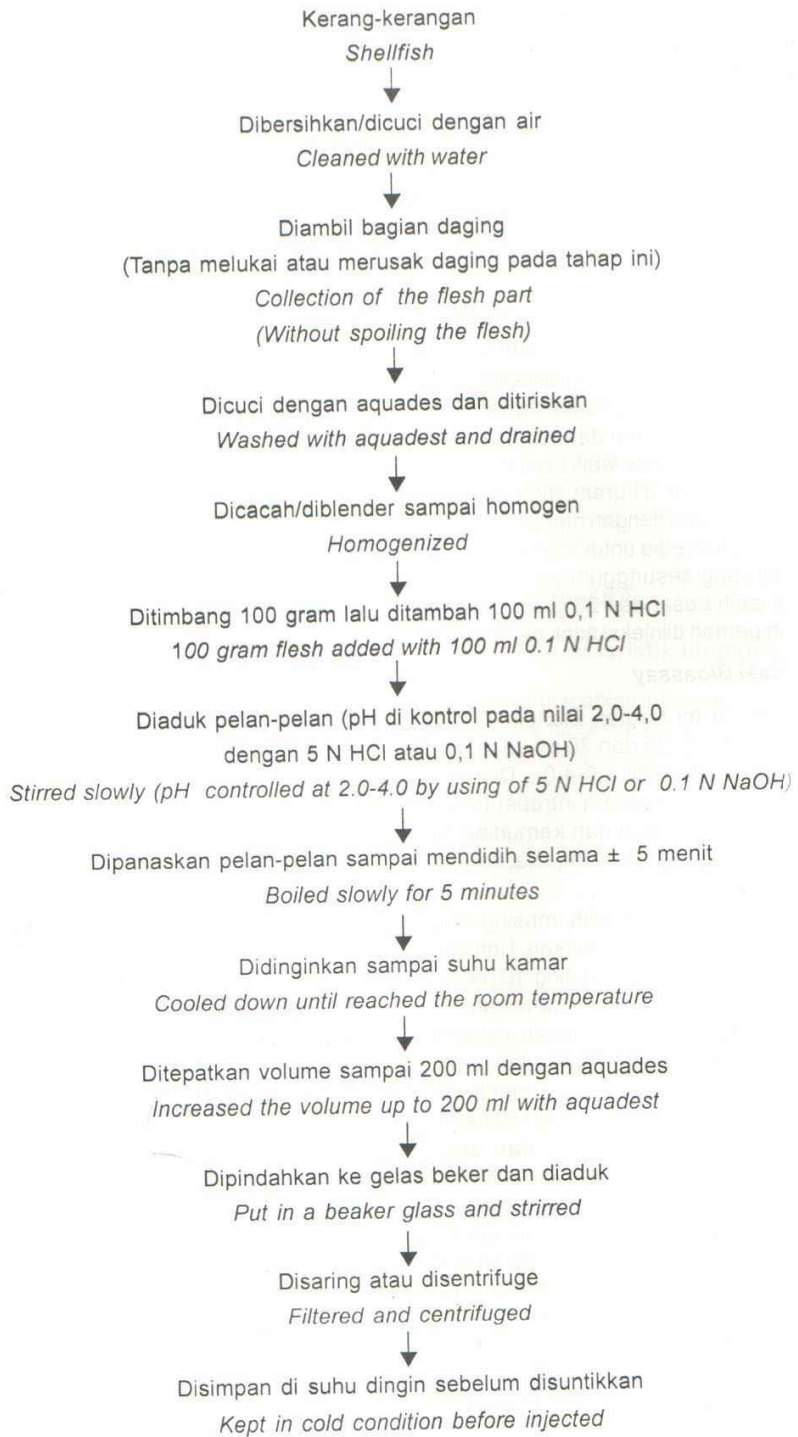 Kerang-kerangan
Shellfish
Dibersihkan/dicuci dengan air
Cleaned with water
Diambil bagian daging
(Tanpa melukai atau merusak daging pada tahap ini)
Collection of the flesh part
(Without spoiling the flesh)
Dicuci dengan aquades dan ditiriskan
Washed with aquadest and drained
Dicacah/diblender sampai homogen
Homogenized
Ditimbang 100 gram lalu ditambah 100 ml 0,1 N HCl
100 gram flesh added with 100 ml 0.1 N HCl
Diaduk pelan-pelan (pH di kontrol pada nilai 2,0-4,0
dengan 5 N HCl atau 0,1 N NaOH)
Stirred slowly (pH controlled at 2.0-4.0 by using of 5 N HCl or 0.1 N NaOH)
Dipanaskan pelan-pelan sampai mendidih selama ± 5 menit
Boiled slowly for 5 minutes
Didinginkan sampai suhu kamar
Cooled down until reached the room temperature
Ditepatkan volume sampai 200 ml dengan aquades
Increased the volume up to 200 ml with aquadest
Dipindahkan ke gelas beker dan diaduk
Put in a beaker glass and strirred
Disaring atau disentrifuge
Filtered and centrifuged
Disimpan di suhu dingin sebelum disuntikkan
Kept in cold condition before injected